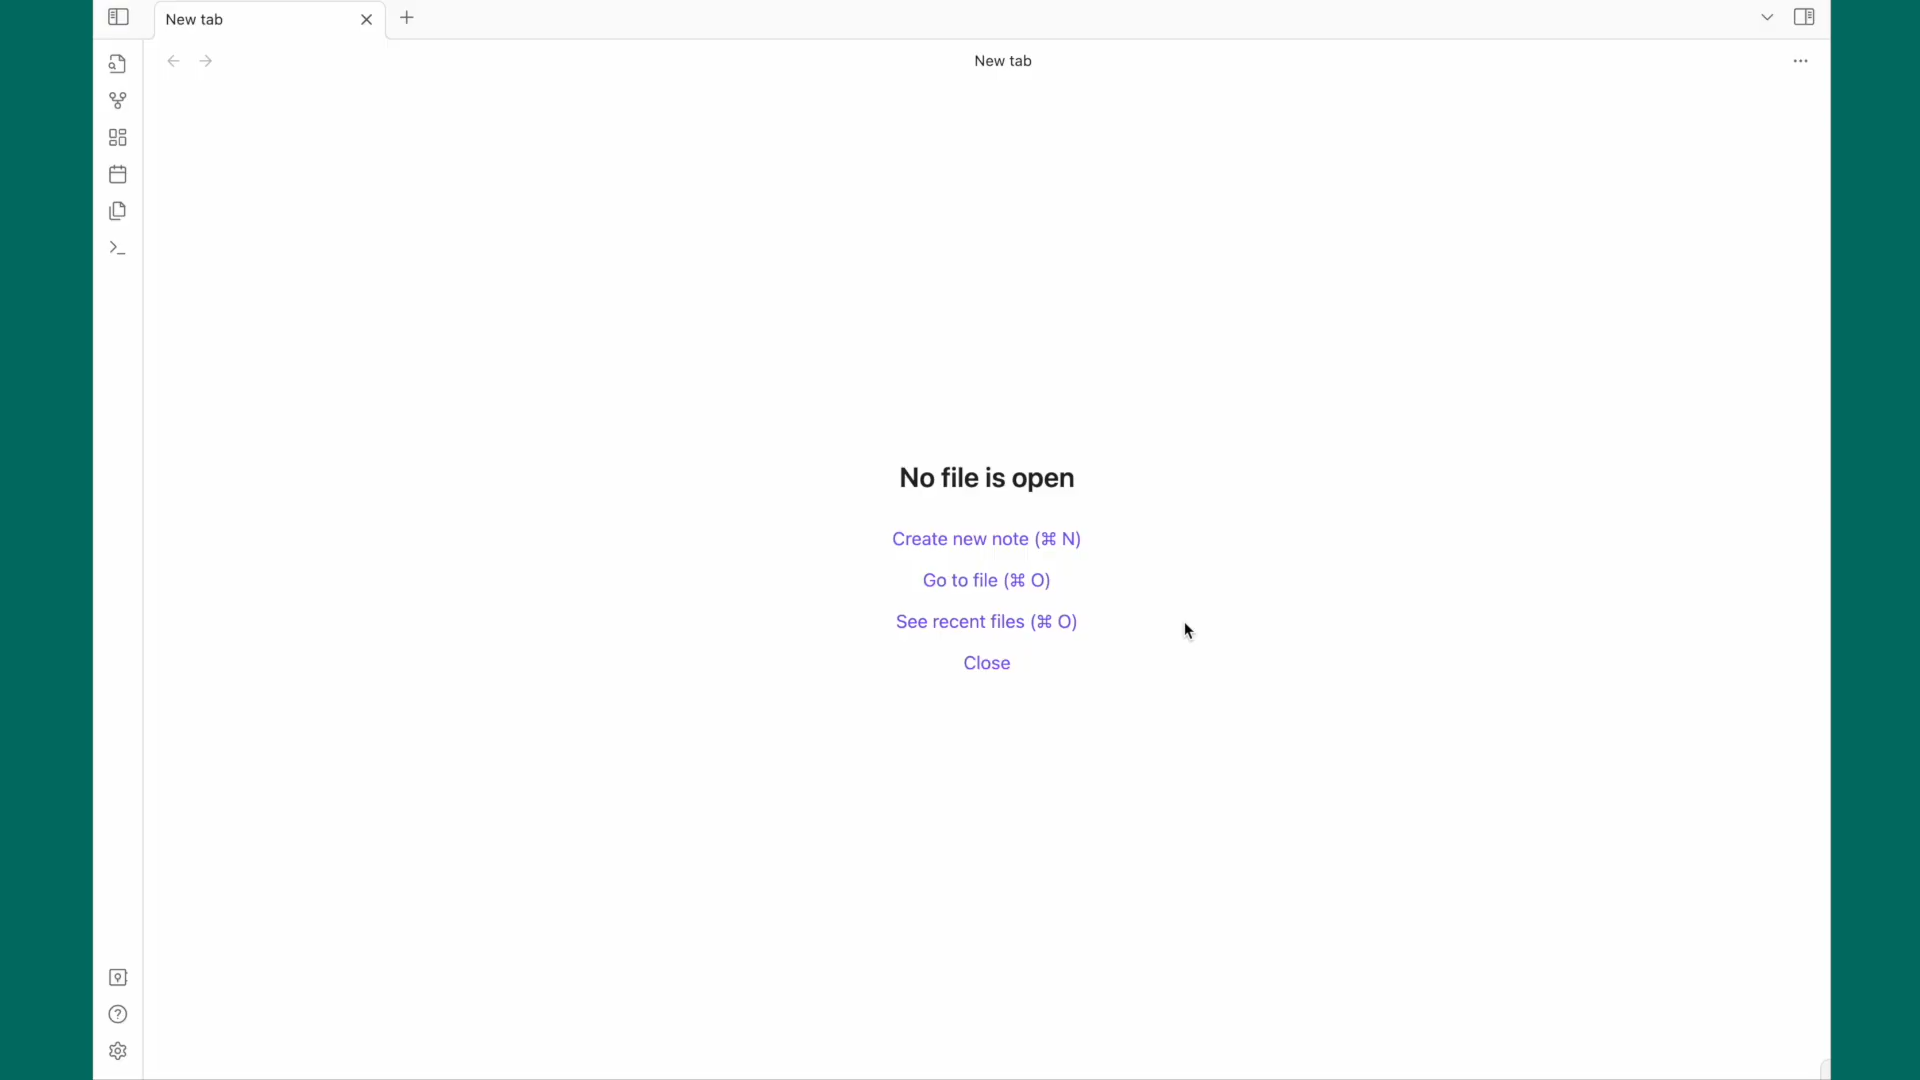 New tab
New tab
No file is open
Create new note (⌘ N)
Go to file (⌘ O)
See recent files (⌘ O)
Close